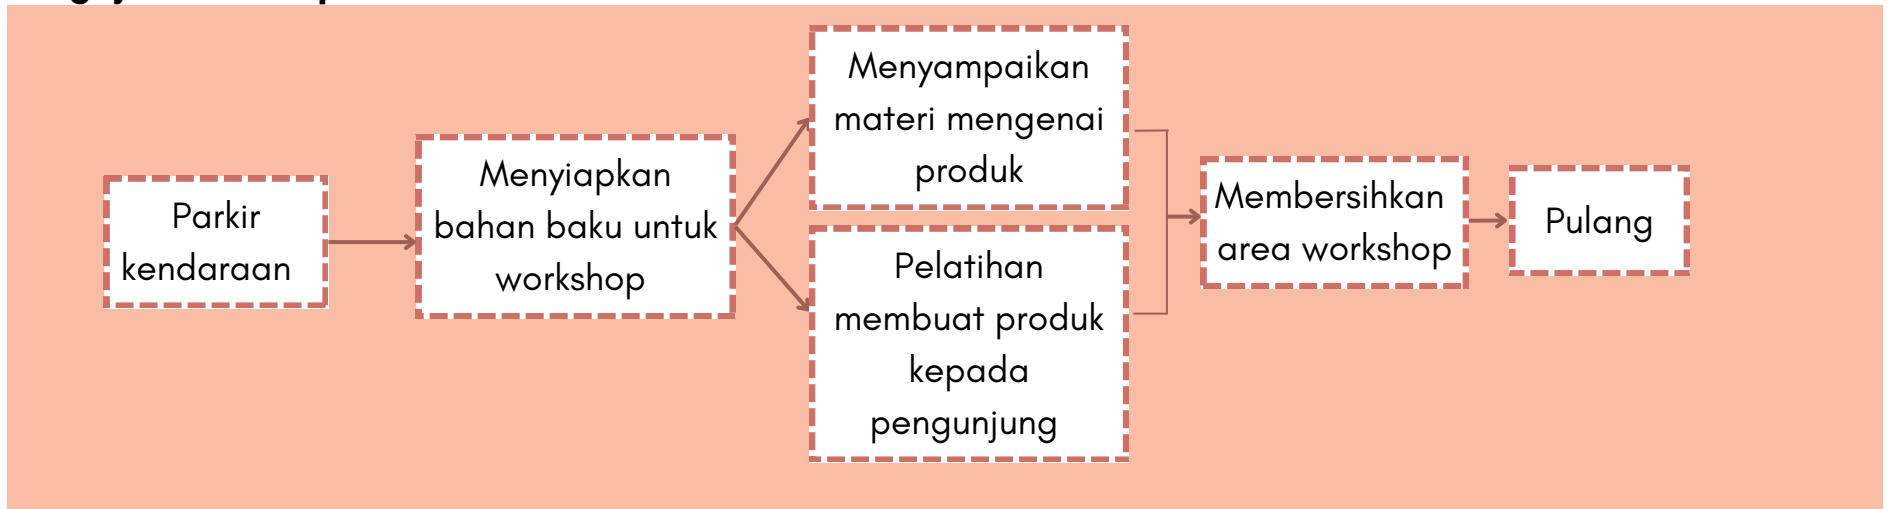 Parkir
kendaraan
Menyiapkan
bahan baku untuk
workshop
Menyampaikan
materi mengenai
produk
Pelatihan
membuat produk
kepada
pengunjung
Membersihkan
area workshop
Pulang